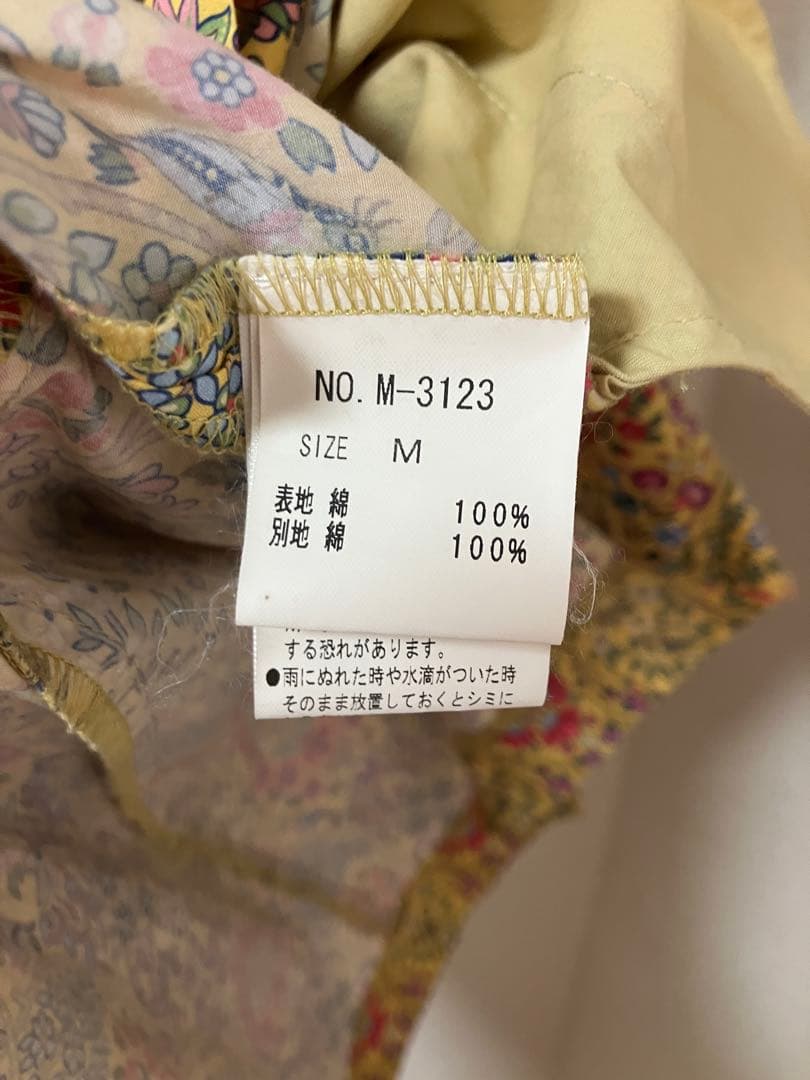 NO. M-3123
SIZE M
表地 綿 100%
別地 綿 100%
する恐れがあります。
●雨にぬれた時や水滴がついた時
そのまま放置しておくとシミに